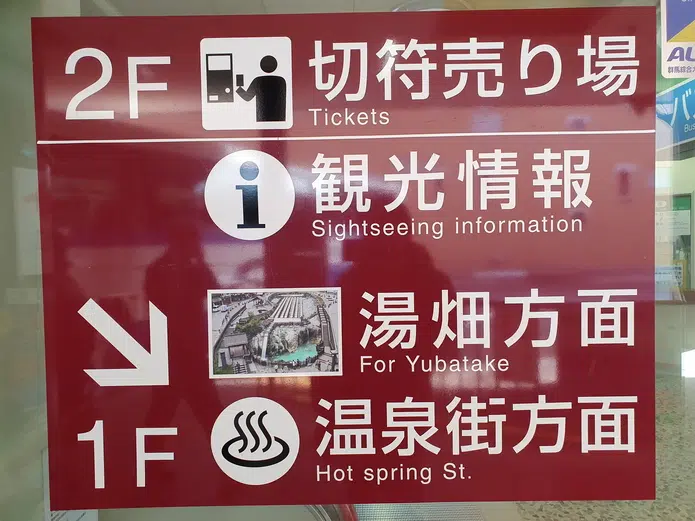 2F 切符売り場
Tickets
i 観光情報
Sightseeing information
湯畑方面
For Yubatake
1F 温泉街方面
Hot spring St.